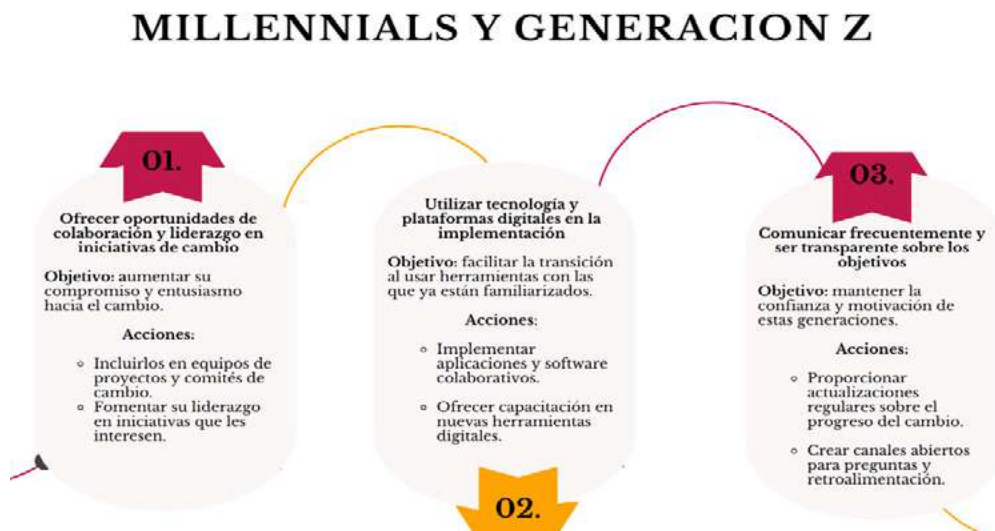 MILLENNIALS Y GENERACION Z
01.
Ofrecer oportunidades de
colaboración y liderazgo en
iniciativas de cambio
Objetivo: aumentar su
compromiso y entusiasmo
hacia el cambio.
Acciones:
Incluirlos en equipos de
proyectos y comités de
cambio.
Fomentar su liderazgo
en iniciativas que les
interesen.
Utilizar tecnología y
plataformas digitales en la
implementación
Objetivo: facilitar la transición
al usar herramientas con las
que ya están familiarizados.
Acciones:
Implementar
aplicaciones y software
colaborativos.
Ofrecer capacitación en
nuevas herramientas
digitales.
02.
03.
Comunicar frecuentemente y
ser transparente sobre los
objetivos
Objetivo: mantener la
confianza y motivación de
estas generaciones.
Acciones:
Proporcionar
actualizaciones
regulares sobre el
progreso del cambio.
Crear canales abiertos
para preguntas y
retroalimentación.